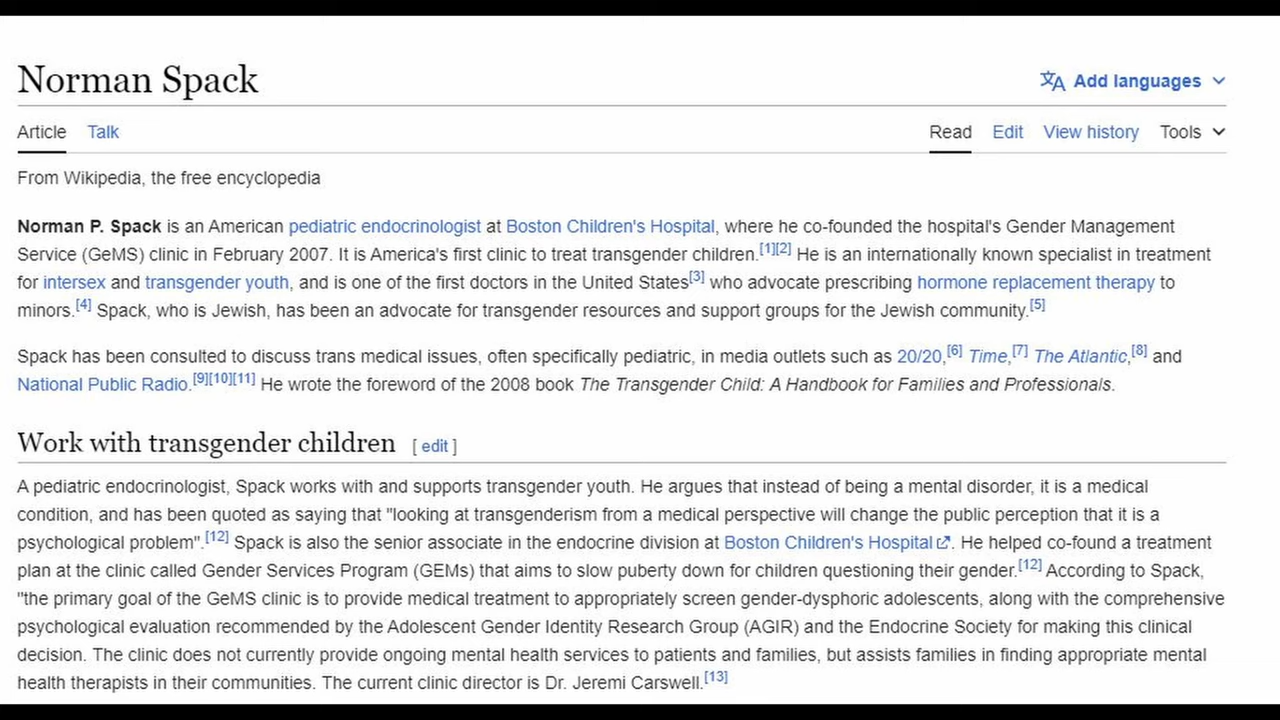 Norman Spack
Add languages
Article Talk Read Edit View history Tools
From Wikipedia, the free encyclopedia
Norman P. Spack is an American pediatric endocrinologist at Boston Children's Hospital, where he co-founded the hospital's Gender Management
Service (GeMS) clinic in February 2007. It is America's first clinic to treat transgender children.[1][2] He is an internationally known specialist in treatment
for intersex and transgender youth, and is one of the first doctors in the United States[3] who advocate prescribing hormone replacement therapy to
minors.[4] Spack, who is Jewish, has been an advocate for transgender resources and support groups for the Jewish community.[5]
Spack has been consulted to discuss trans medical issues, often specifically pediatric, in media outlets such as 20/20,[6] Time,[7] The Atlantic,[8] and
National Public Radio.[9][10][11] He wrote the foreword of the 2008 book The Transgender Child: A Handbook for Families and Professionals.
Work with transgender children [ edit ]
A pediatric endocrinologist, Spack works with and supports transgender youth. He argues that instead of being a mental disorder, it is a medical
condition, and has been quoted as saying that "looking at transgenderism from a medical perspective will change the public perception that it is a
psychological problem".[12] Spack is also the senior associate in the endocrine division at Boston Children's Hospital. He helped co-found a treatment
plan at the clinic called Gender Services Program (GEMs) that aims to slow puberty down for children questioning their gender.[12] According to Spack,
"the primary goal of the GeMS clinic is to provide medical treatment to appropriately screen gender-dysphoric adolescents, along with the comprehensive
psychological evaluation recommended by the Adolescent Gender Identity Research Group (AGIR) and the Endocrine Society for making this clinical
decision. The clinic does not currently provide ongoing mental health services to patients and families, but assists families in finding appropriate mental
health therapists in their communities. The current clinic director is Dr. Jeremi Carswell.[13]